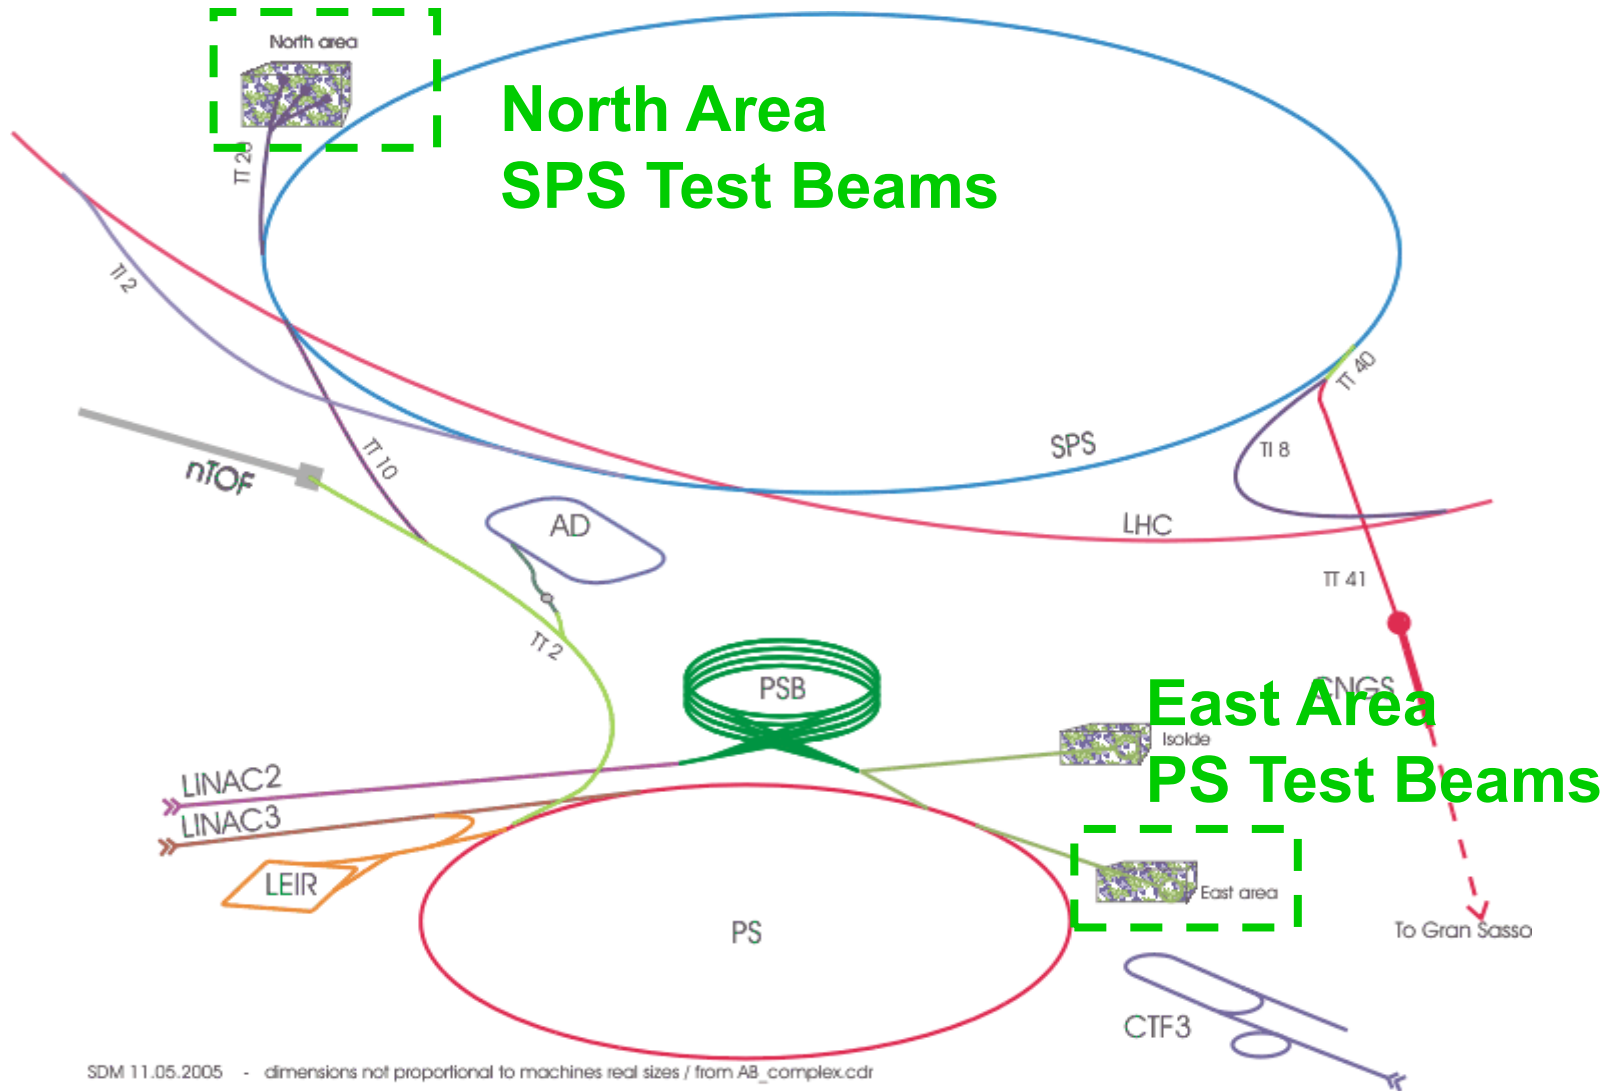 North area
North Area
SPS Test Beams
TT 20
TI 2
TT 40
TT 10
SPS
TI 8
nTOF
AD
LHC
TT 41
TT 2
PSB
CNGS
East Area
Isolde
PS Test Beams
LINAC2
LINAC3
LEIR
East area
PS
To Gran Sasso
CTF3
SDM 11.05.2005 - dimensions not proportional to machines real sizes / from AB_complex.cdr